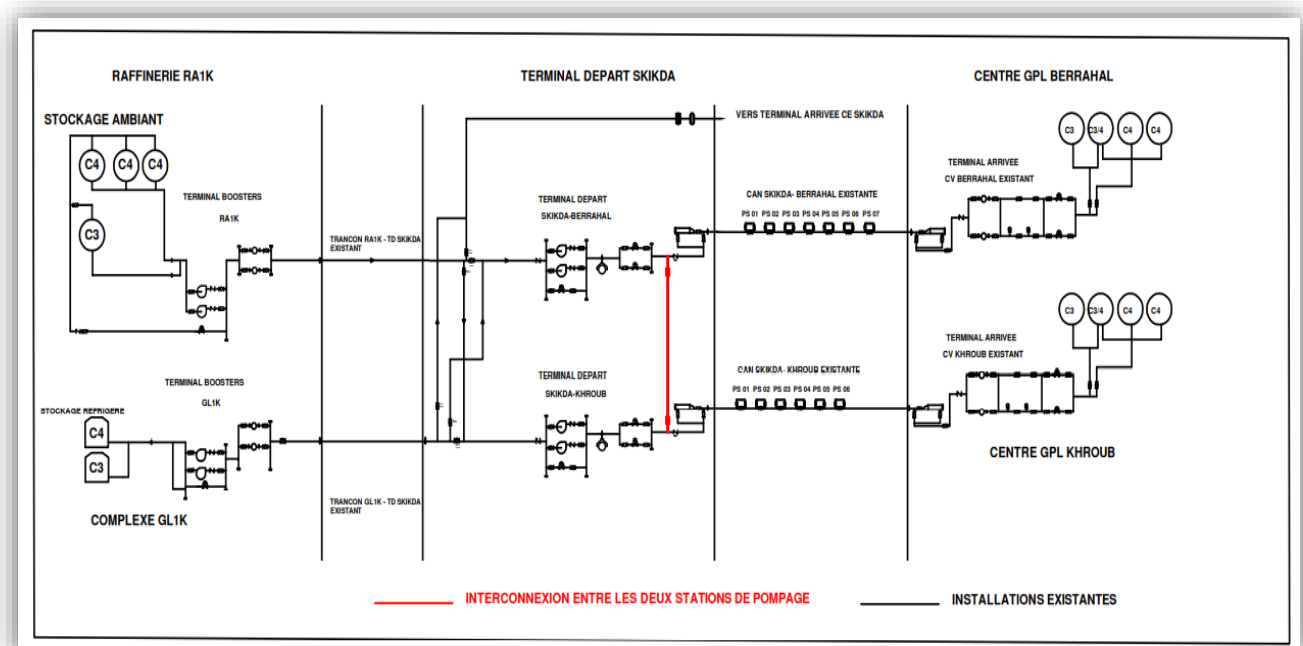 RAFFINERIE RA1K
TERMINAL DEPART SKIKDA
CENTRE GPL BERRAHAL
STOCKAGE AMBIANT
VERS TERMINAL ARRIVEE CE SKIKDA
C4
C4
C4
C3
TERMINAL BOOSTERS
RA1K
TRANCON RA1K - TD SKIKDA
EXISTANT
TERMINAL DEPART
SKIKDA-BERRAHAL
CAN SKIKDA- BERRAHAL EXISTANTE
PS 01 PS 02 PS 03 PS 04 PS 05 PS 06 PS 07
TERMINAL ARRIVEE
CV BERRAHAL EXISTANT
C3
C3/4
C4
C4
TERMINAL BOOSTERS
GL1K
STOCKAGE REFRIGERE
C4
C3
COMPLEXE GL1K
TRANCON GL1K - TD SKIKDA
EXISTANT
TERMINAL DEPART
SKIKDA-KHROUB
CAN SKIKDA- KHROUB EXISTANTE
PS 01 PS 02 PS 03 PS 04 PS 05 PS 06
TERMINAL ARRIVEE
CV KHROUB EXISTANT
C3
C3/4
C4
C4
CENTRE GPL KHROUB
INTERCONNEXION ENTRE LES DEUX STATIONS DE POMPAGE
INSTALLATIONS EXISTANTES